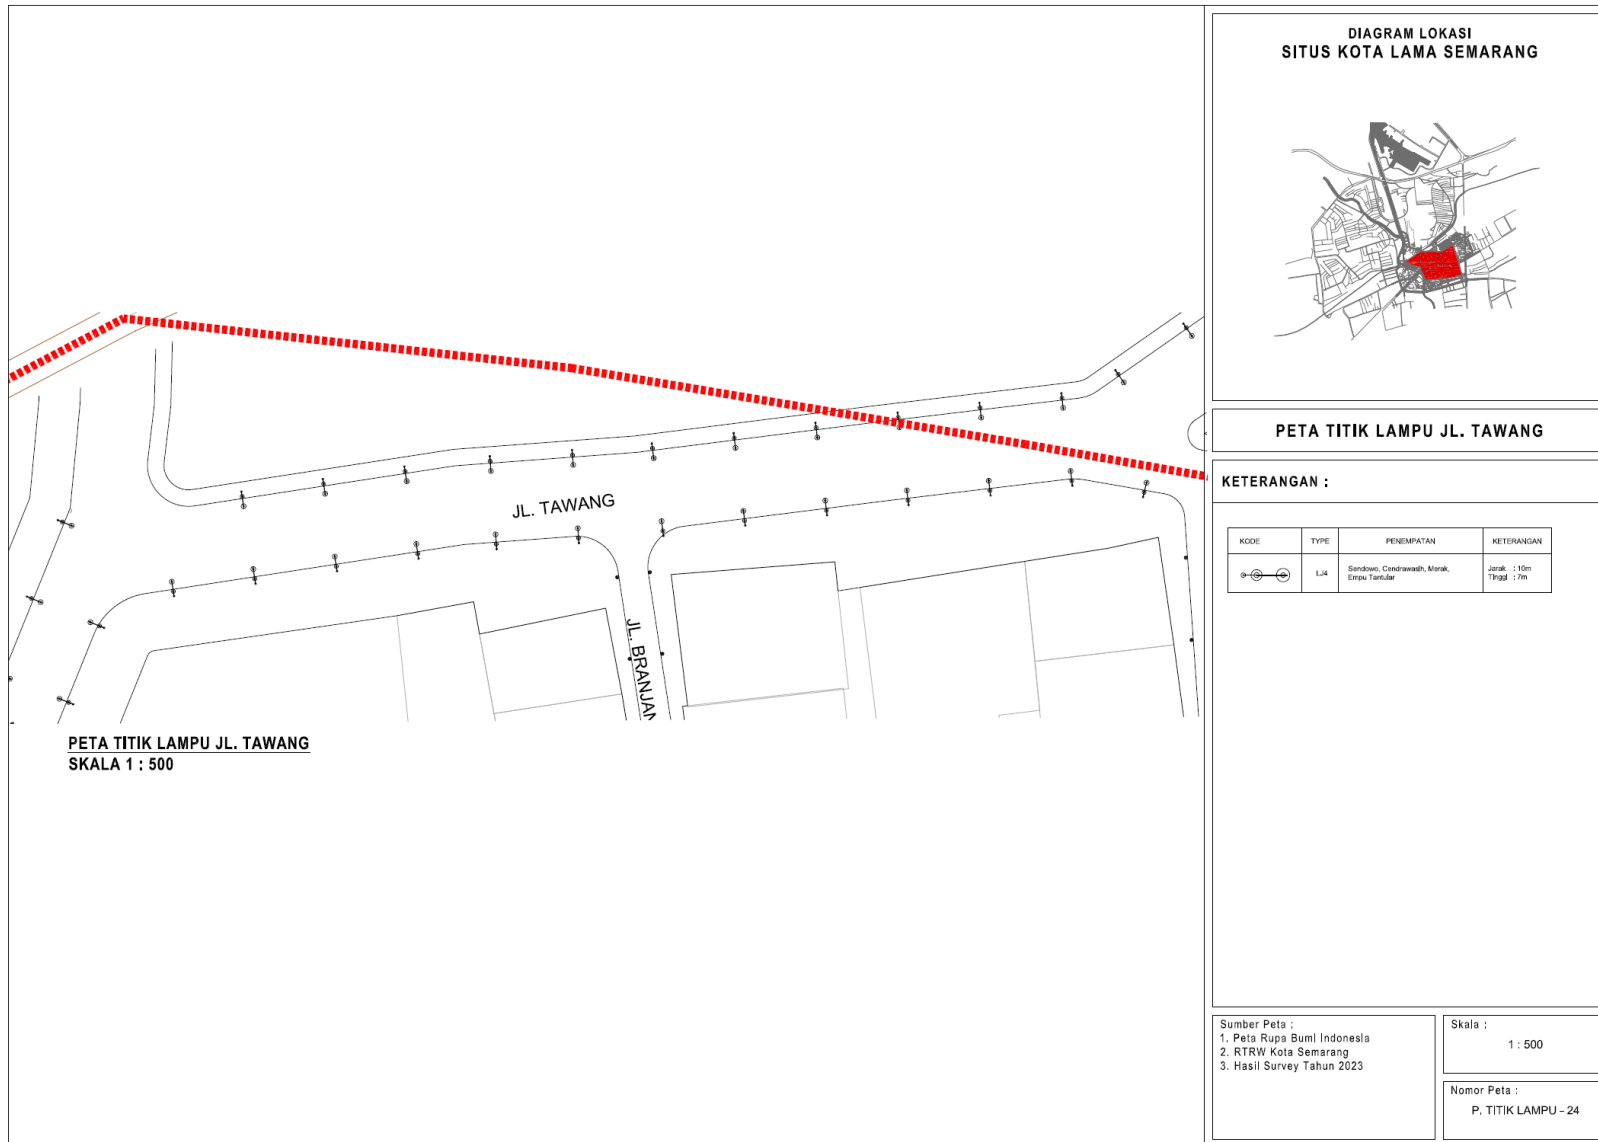 DIAGRAM LOKASI
SITUS KOTA LAMA SEMARANG
PETA TITIK LAMPU JL. TAWANG
KETERANGAN :
KODE TYPE PENEMPATAN KETERANGAN
LJ4 Sendowo, Cendrawasih, Merak, Jarak : 10m
Empu Tantular Tinggi : 7m
JL. TAWANG
JL. BRANJAN
PETA TITIK LAMPU JL. TAWANG
SKALA 1 : 500
Sumber Peta :
1. Peta Rupa Bumi Indonesia
2. RTRW Kota Semarang
3. Hasil Survey Tahun 2023
Skala :
1 : 500
Nomor Peta :
P. TITIK LAMPU - 24